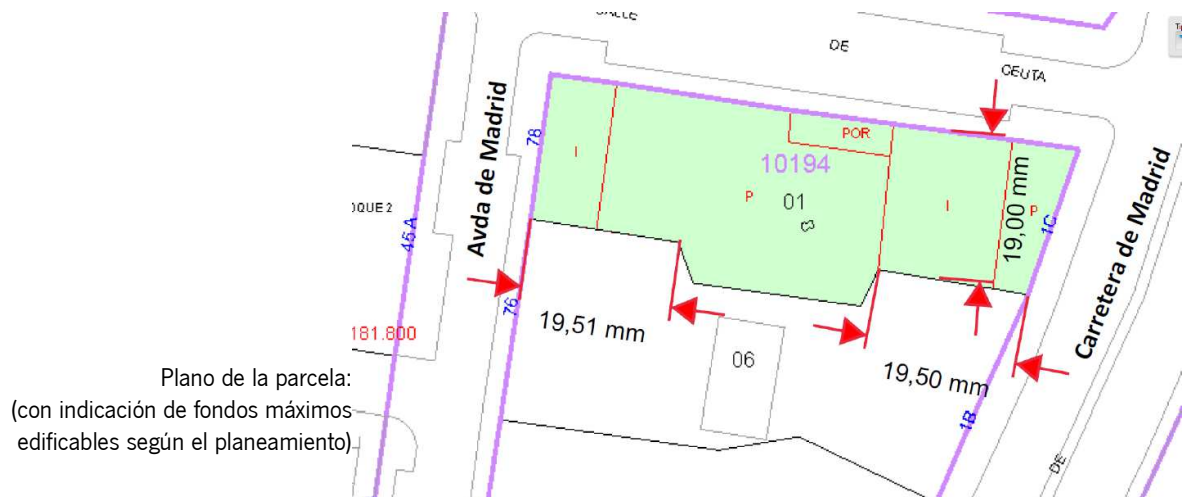 CALLE
DE
CEUTA
Avda de Madrid
78
I
POR
10194
P
01
I
P
1C
19,00 mm
Carretera de Madrid
OQUE 2
45 A
76
19,51 mm
181.800
06
19,50 mm
1B
DE
Plano de la parcela:
(con indicación de fondos máximos
edificables según el planeamiento)